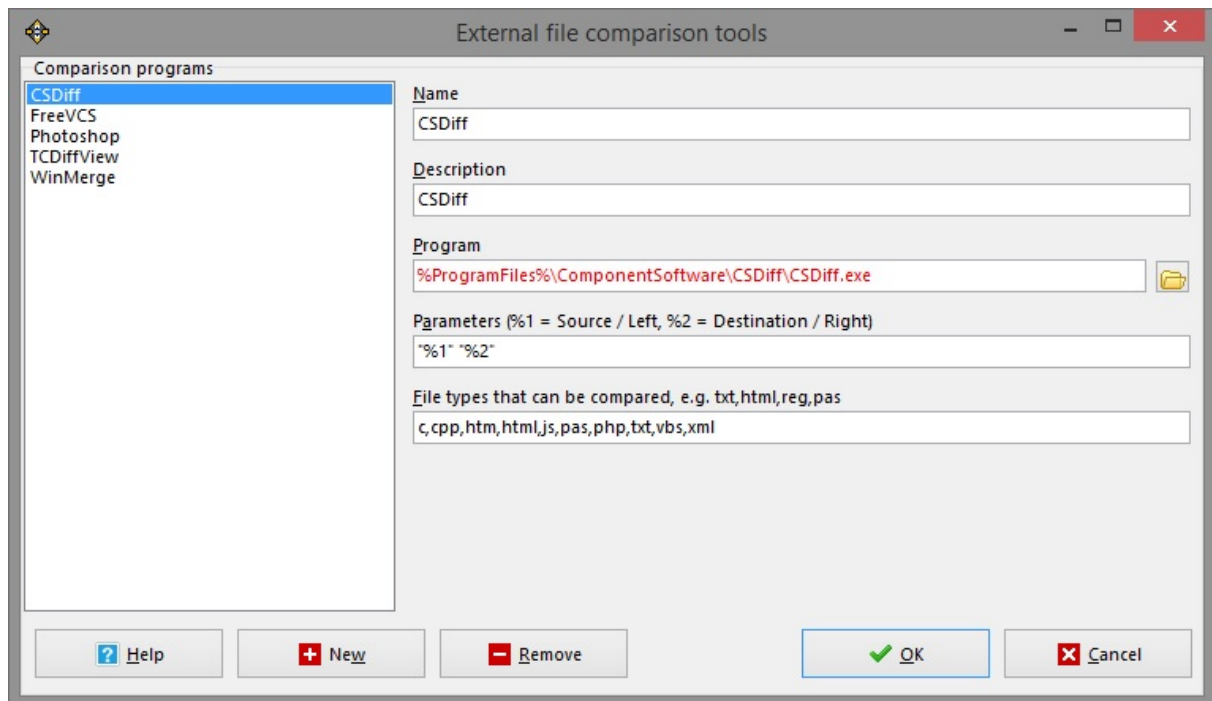 External file comparison tools
Comparison programs
CSDiff
FreeVCS
Photoshop
TCDiffView
WinMerge
Name
CSDiff
Description
CSDiff
Program
%ProgramFiles%\ComponentSoftware\CSDiff\CSDiff.exe
Parameters (%1 = Source / Left, %2 = Destination / Right)
"%1" "%2"
File types that can be compared, e.g. txt,html,reg,pas
c,cpp,htm,html,js,pas,php,txt,vbs,xml
Help
New
Remove
OK
Cancel